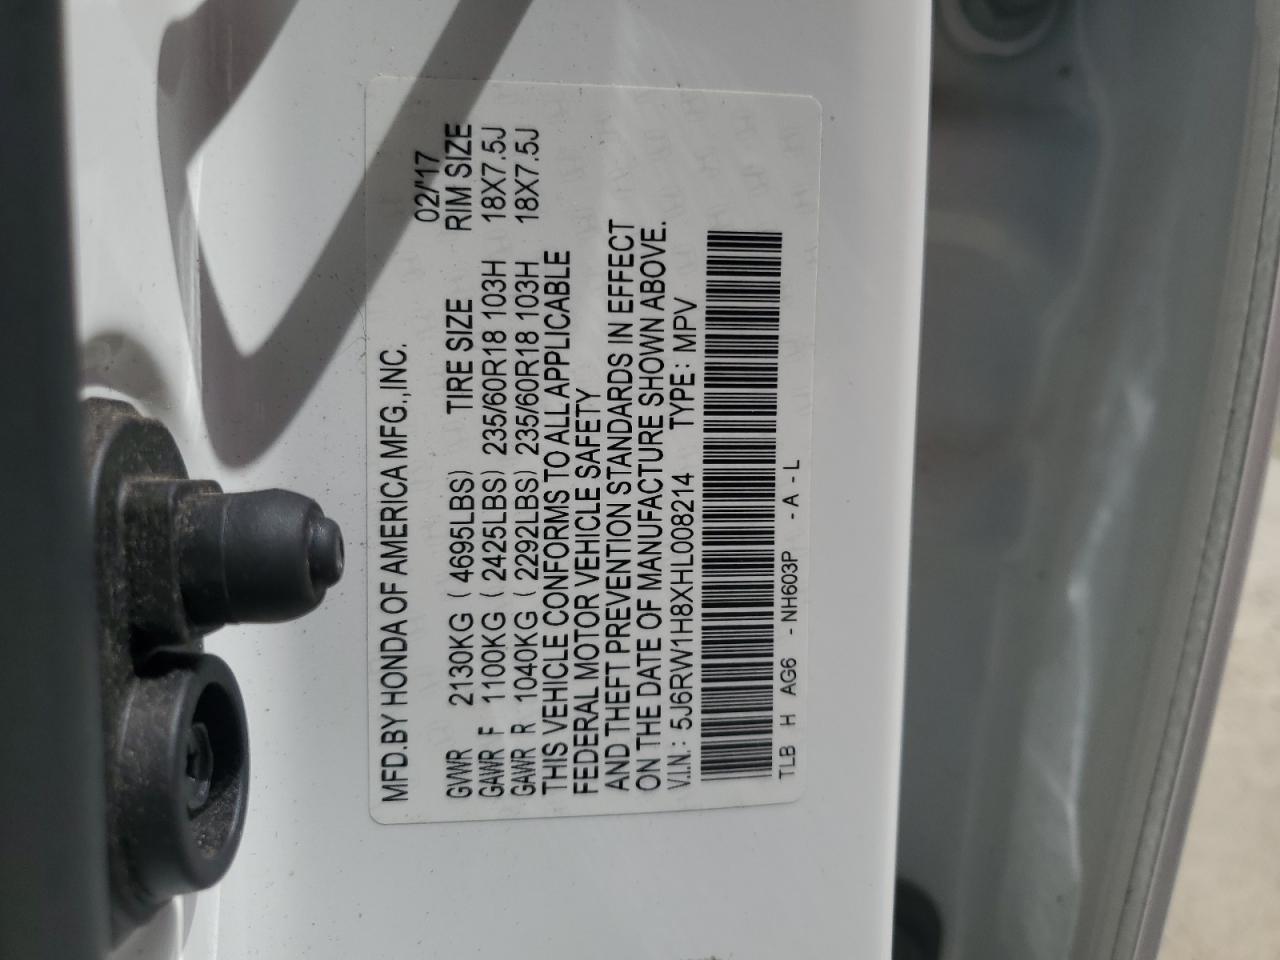 MFD.BY HONDA OF AMERICA MFG.,INC.
02/'17
GVWR 2130KG ( 4695LBS) TIRE SIZE RIM SIZE
GAWR F 1100KG ( 2425LBS) 235/60R18 103H 18X7.5J
GAWR R 1040KG ( 2292LBS) 235/60R18 103H 18X7.5J
THIS VEHICLE CONFORMS TO ALL APPLICABLE
FEDERAL MOTOR VEHICLE SAFETY
AND THEFT PREVENTION STANDARDS IN EFFECT
ON THE DATE OF MANUFACTURE SHOWN ABOVE.
V.I.N.: 5J6RW1H8XHL008214 TYPE: MPV
TLB H AG6 - NH603P - A - L